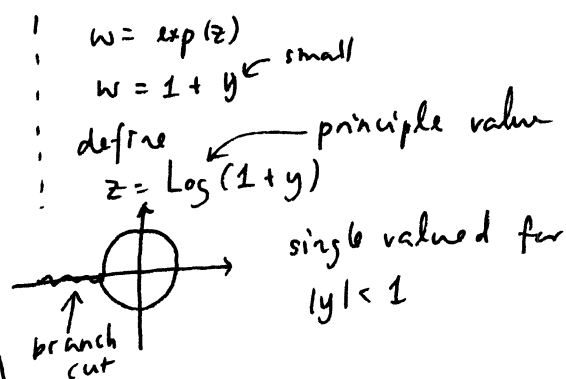 w = exp(z)
w = 1 + y small
define
principle value
z = Log(1 + y)
single valued for
|y| < 1
branch
cut